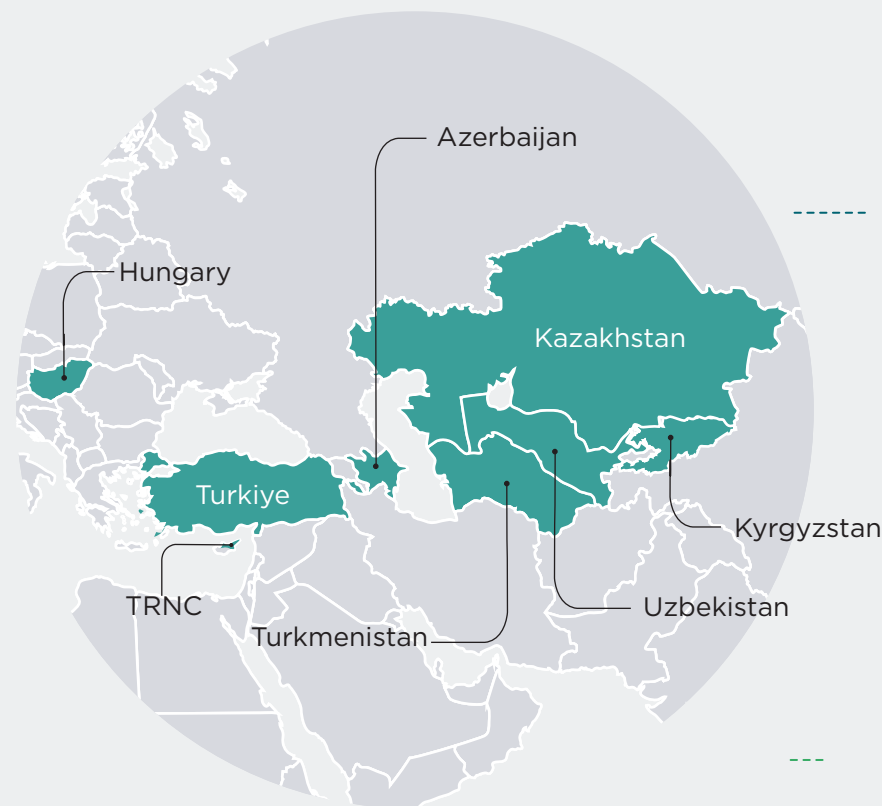 Azerbaijan
Hungary
Kazakhstan
Turkiye
Kyrgyzstan
TRNC
Uzbekistan
Turkmenistan